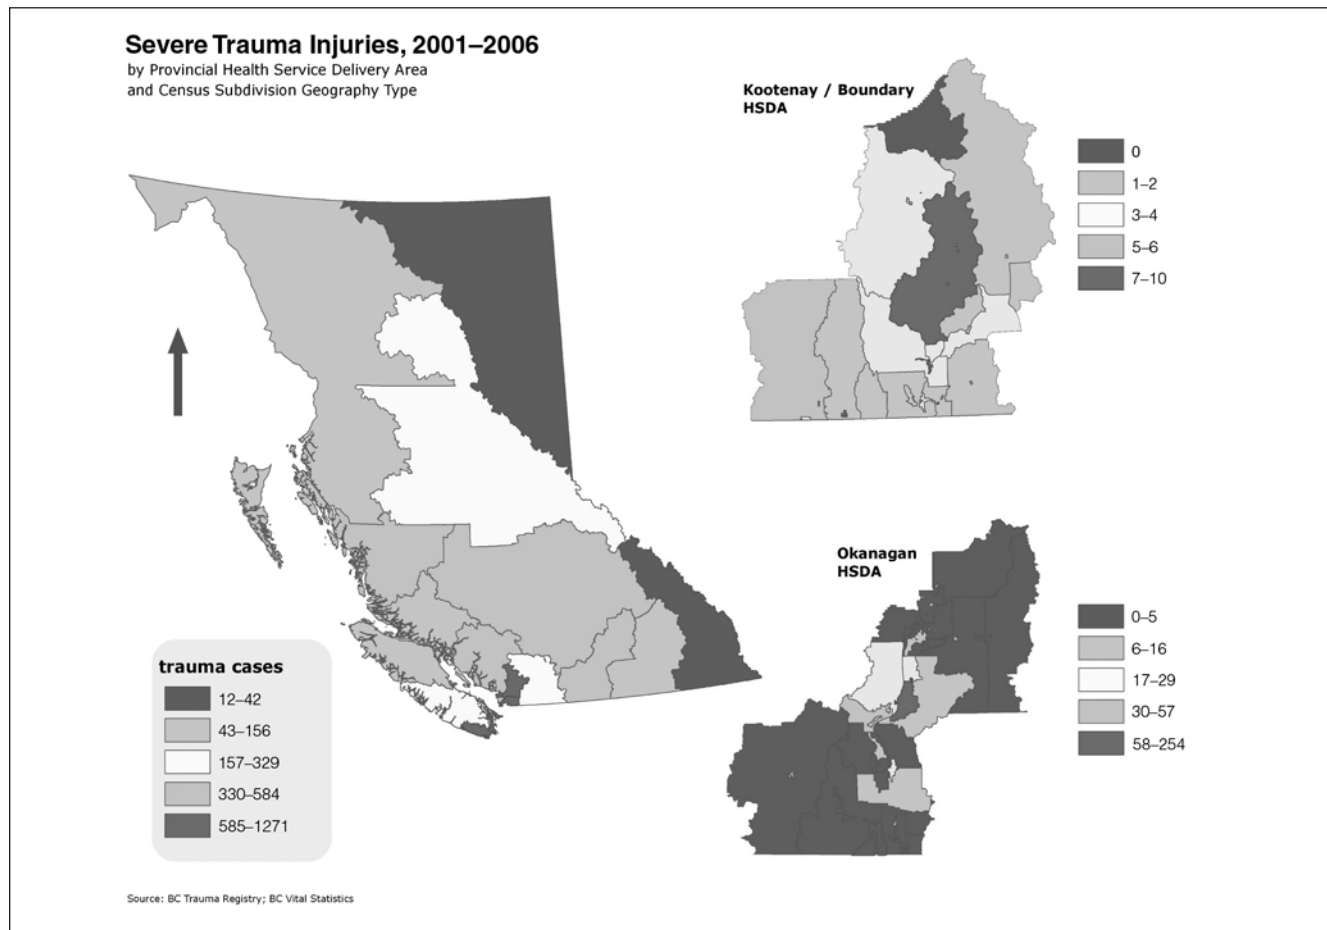 Severe Trauma Injuries, 2001–2006
by Provincial Health Service Delivery Area
and Census Subdivision Geography Type
Kootenay / Boundary
HSDA
0
1–2
3–4
5–6
7–10
Okanagan
HSDA
0–5
6–16
17–29
30–57
58–254
trauma cases
12–42
43–156
157–329
330–584
585–1271
Source: BC Trauma Registry; BC Vital Statistics